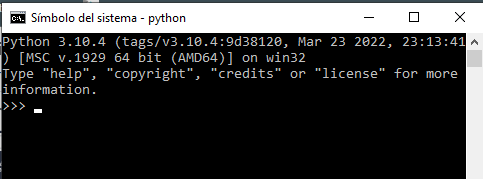 Símbolo del sistema - python
Python 3.10.4 (tags/v3.10.4:9d38120, Mar 23 2022, 23:13:41
) [MSC v.1929 64 bit (AMD64)] on win32
Type "help", "copyright", "credits" or "license" for more
information.
>>>